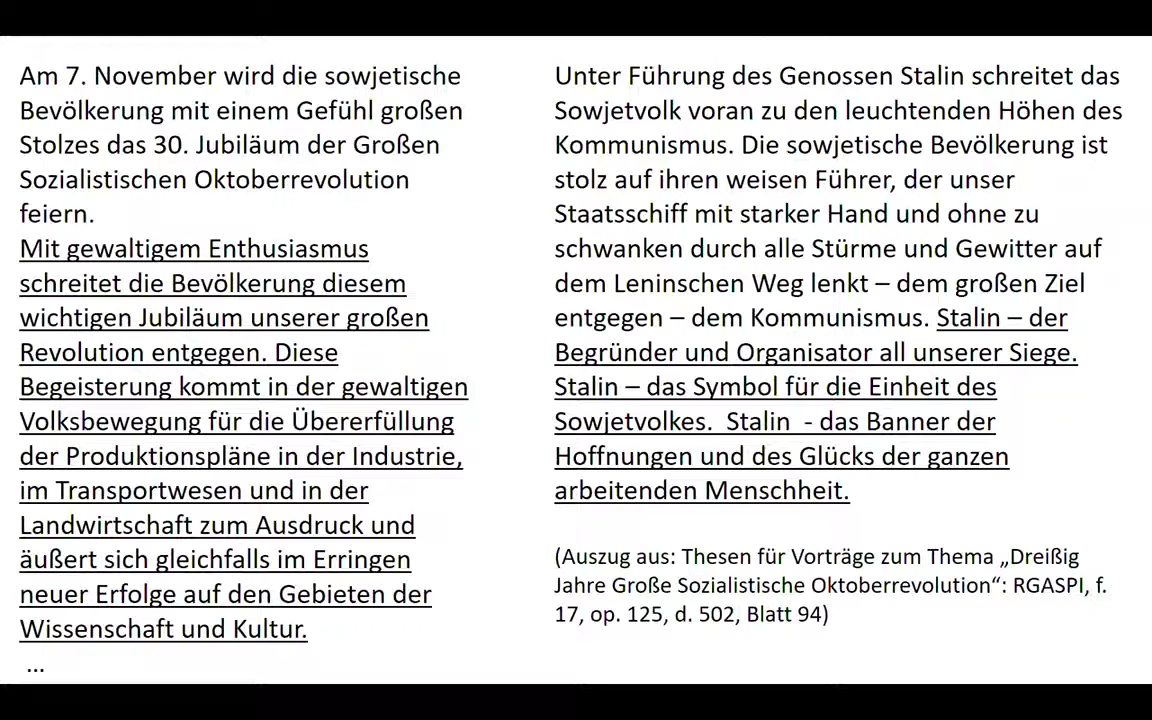 Am 7. November wird die sowjetische
Bevölkerung mit einem Gefühl großen
Stolzes das 30. Jubiläum der Großen
Sozialistischen Oktoberrevolution
feiern.
Mit gewaltigem Enthusiasmus
schreitet die Bevölkerung diesem
wichtigen Jubiläum unserer großen
Revolution entgegen. Diese
Begeisterung kommt in der gewaltigen
Volksbewegung für die Übererfüllung
der Produktionspläne in der Industrie,
im Transportwesen und in der
Landwirtschaft zum Ausdruck und
äußert sich gleichfalls im Erringen
neuer Erfolge auf den Gebieten der
Wissenschaft und Kultur.
...
Unter Führung des Genossen Stalin schreitet das
Sowjetvolk voran zu den leuchtenden Höhen des
Kommunismus. Die sowjetische Bevölkerung ist
stolz auf ihren weisen Führer, der unser
Staatsschiff mit starker Hand und ohne zu
schwanken durch alle Stürme und Gewitter auf
dem Leninschen Weg lenkt – dem großen Ziel
entgegen – dem Kommunismus. Stalin – der
Begründer und Organisator all unserer Siege.
Stalin – das Symbol für die Einheit des
Sowjetvolkes.  Stalin  - das Banner der
Hoffnungen und des Glücks der ganzen
arbeitenden Menschheit.
(Auszug aus: Thesen für Vorträge zum Thema „Dreißig
Jahre Große Sozialistische Oktoberrevolution“: RGASPI, f.
17, op. 125, d. 502, Blatt 94)